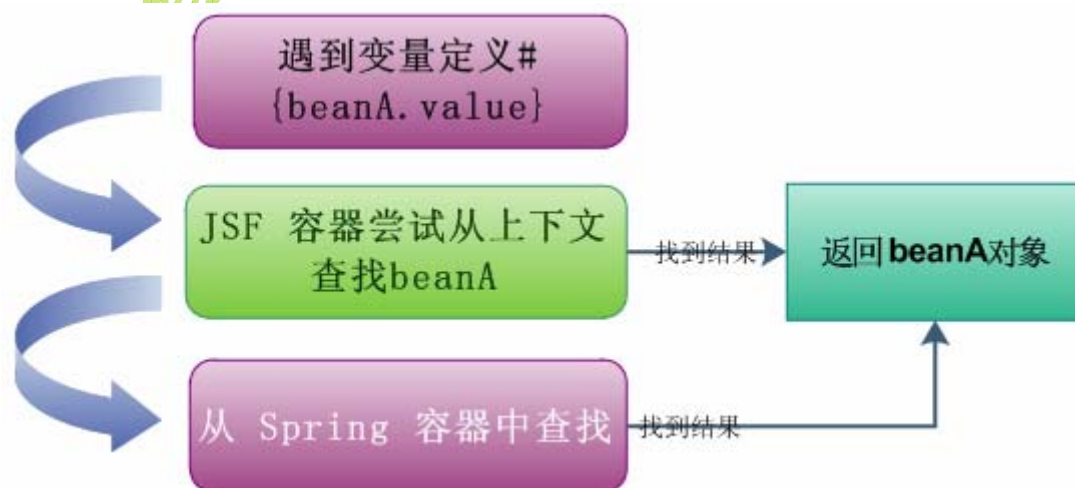 遇到变量定义#
{beanA.value}
JSF 容器尝试从上下文
查找beanA
找到结果
返回beanA对象
从 Spring 容器中查找
找到结果